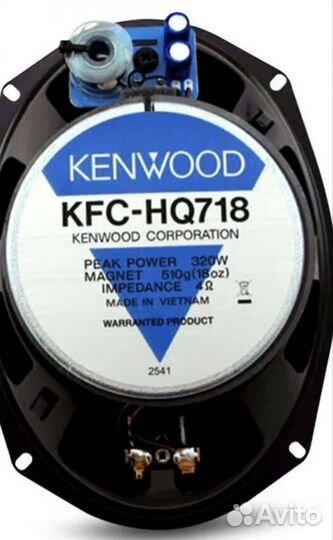 KENWOOD
KFC-HQ718
KENWOOD CORPORATION
PEAK POWER 320W
MAGNET 510g(18oz)
IMPEDANCE 4Ω
MADE IN VIETNAM
WARRANTED PRODUCT
2541
Avito